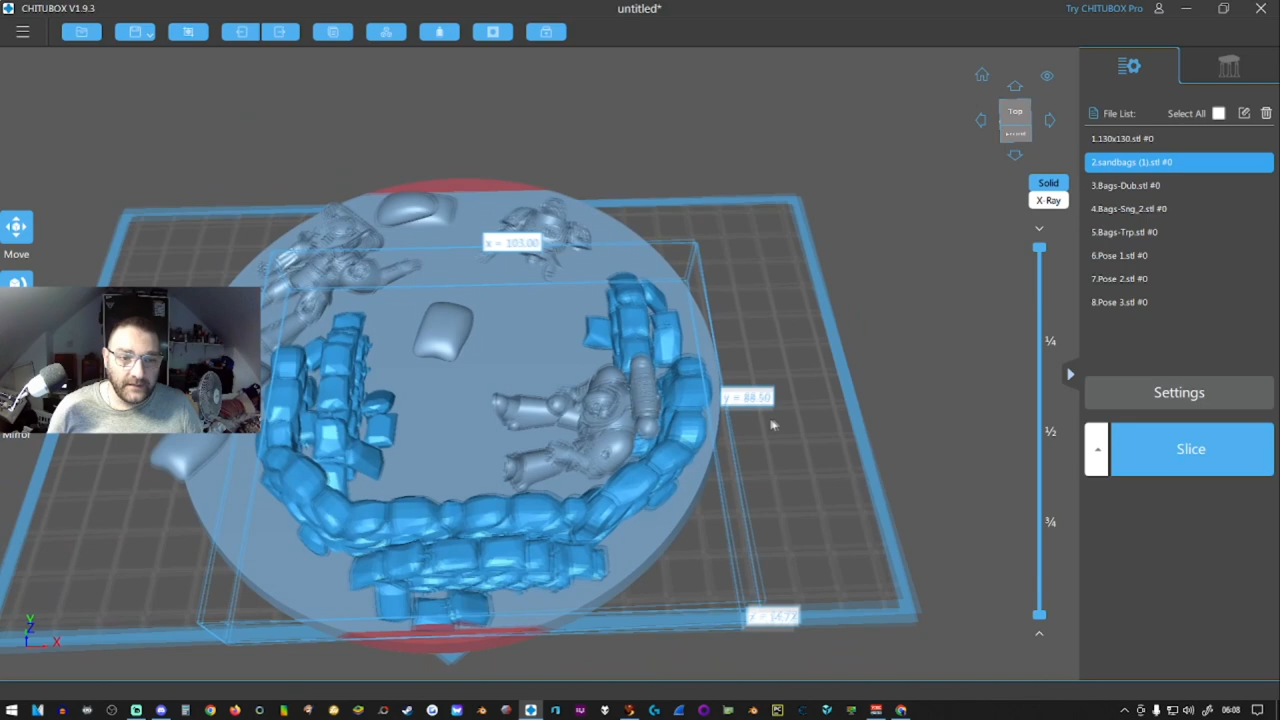 CHITUBOX V1.9.3
untitled*
Try CHITUBOX Pro
Top
File List:
Select All
1.130x130.stl #0
2.sandbags (1).stl #0
3.Bags-Dub.stl #0
4.Bags-Sng_2.stl #0
5.Bags-Trp.stl #0
6.Pose 1.stl #0
7.Pose 2.stl #0
8.Pose 3.stl #0
Solid
X-Ray
Move
x = 103.00
y = 88.50
¼
½
¾
Settings
Slice
Mirror
Y
Z
X
06:08